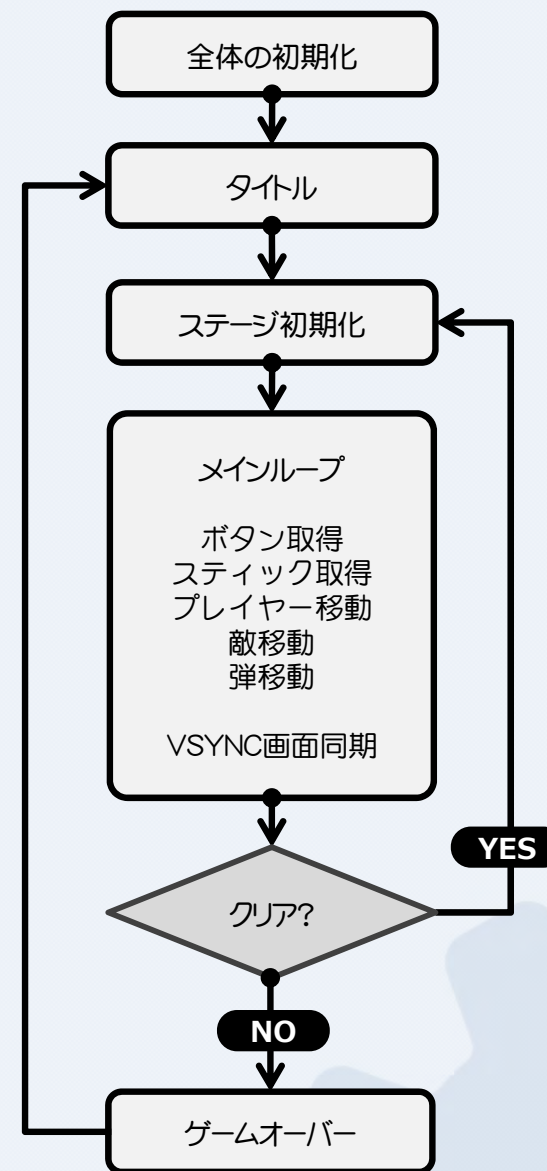 全体の初期化
タイトル
ステージ初期化
メインループ
ボタン取得
スティック取得
プレイヤー移動
敵移動
弾移動
VSYNC画面同期
クリア?
YES
NO
ゲームオーバー